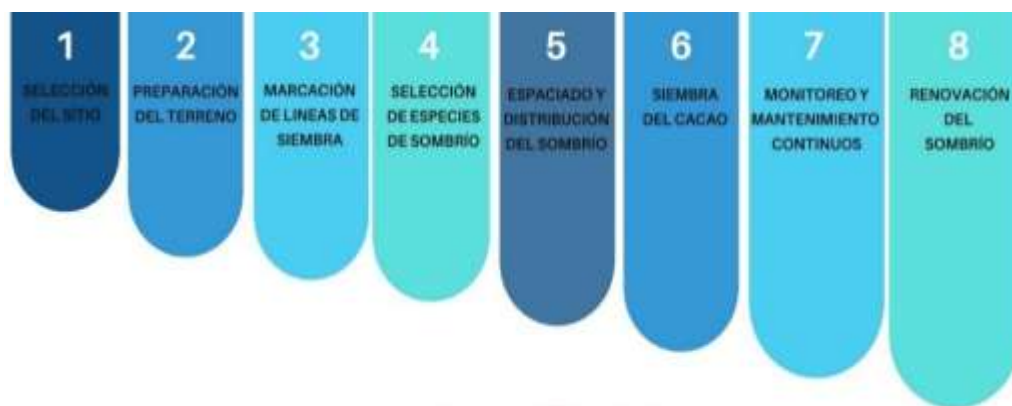 1
SELECCIÓN
DEL SITIO
2
PREPARACIÓN
DEL TERRENO
3
MARCACIÓN
DE LINEAS DE
SIEMBRA
4
SELECCIÓN
DE ESPECIES
DE SOMBRÍO
5
ESPACIADO Y
DISTRIBUCIÓN
DEL SOMBRÍO
6
SIEMBRA
DEL CACAO
7
MONITOREO Y
MANTENIMIENTO
CONTINUOS
8
RENOVACIÓN
DEL
SOMBRÍO